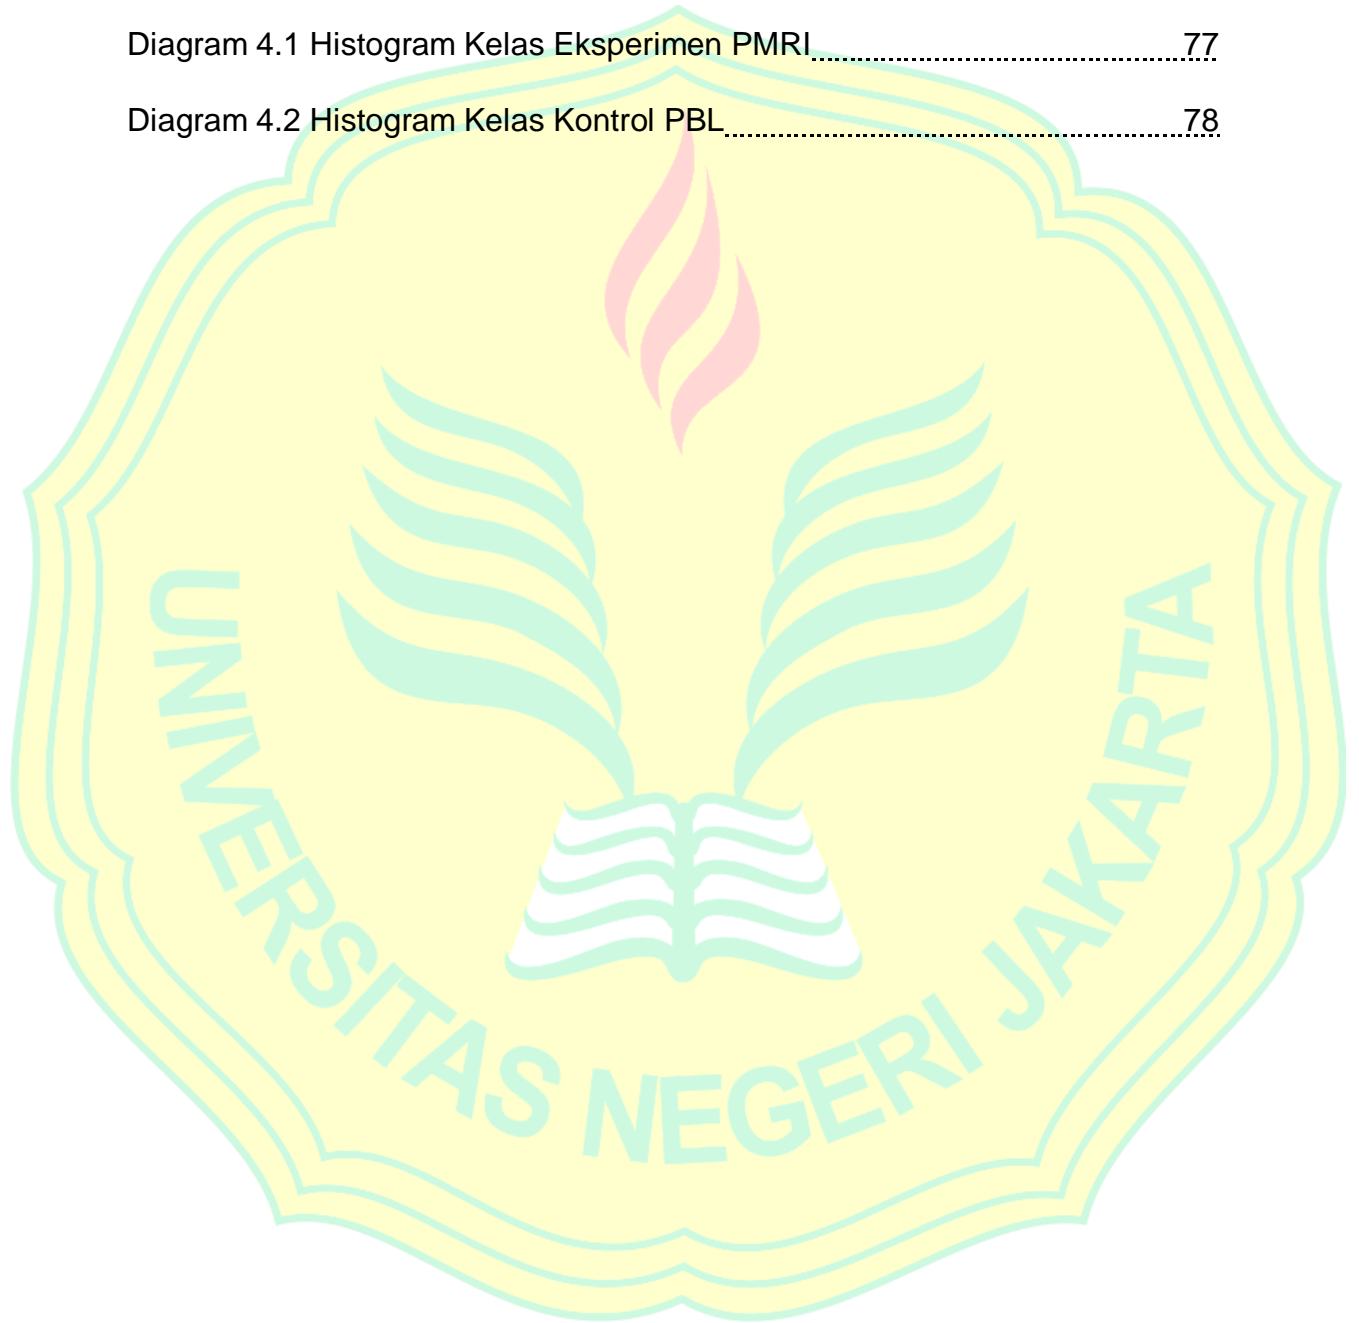 Diagram 4.1 Histogram Kelas Eksperimen PMRI 77
Diagram 4.2 Histogram Kelas Kontrol PBL 78
UNIVERSITAS NEGERI JAKARTA